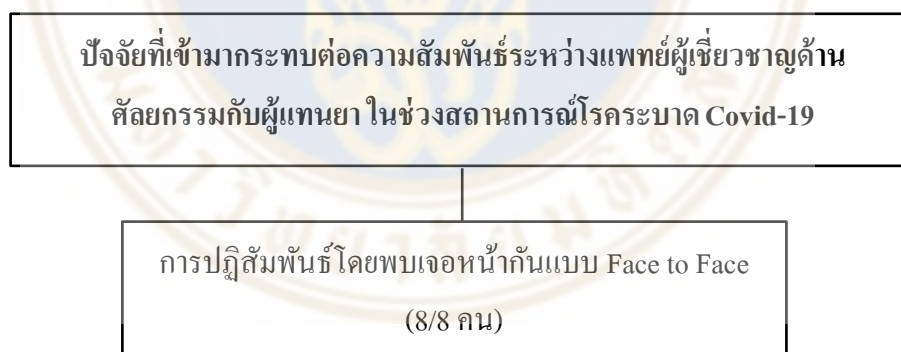 ปัจจัยที่เข้ามากระทบต่อความสัมพันธ์ระหว่างแพทย์ผู้เชี่ยวชาญด้าน
ศัลยกรรมกับผู้แทนยา ในช่วงสถานการณ์โรคระบาด Covid-19
การปฏิสัมพันธ์โดยพบเจอหน้ากันแบบ Face to Face
(8/8 คน)